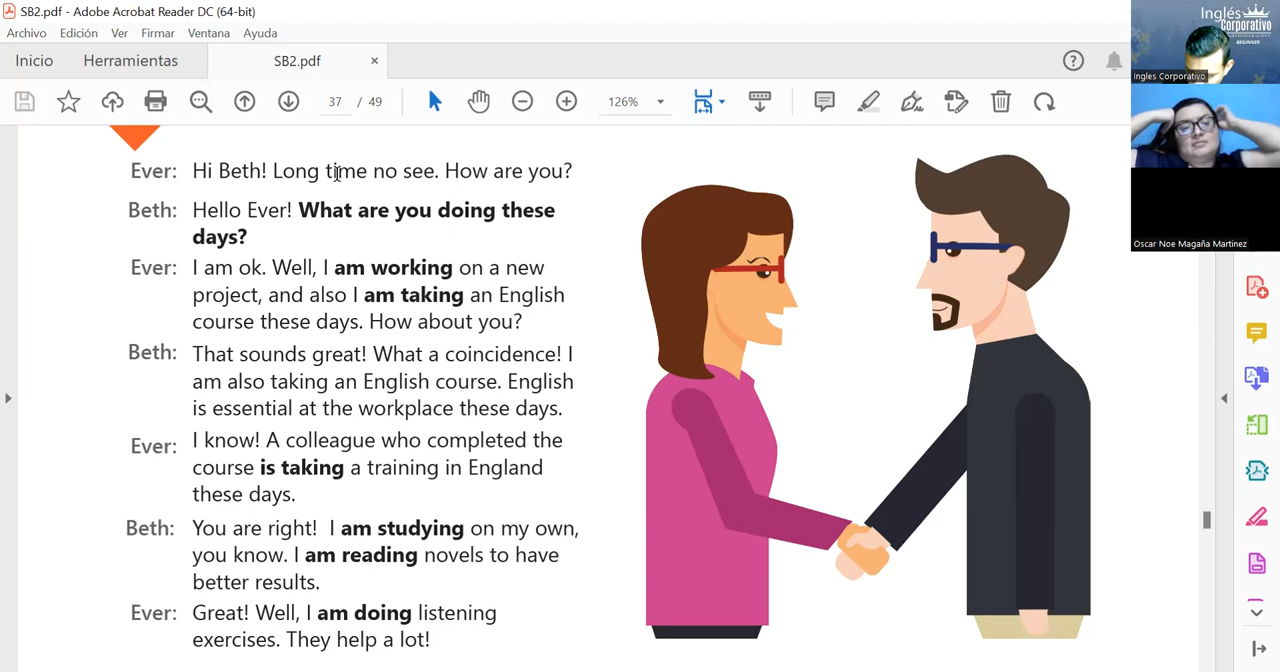 SB2.pdf - Adobe Acrobat Reader DC (64-bit)
Archivo Edición Ver Firmar Ventana Ayuda
Inicio Herramientas SB2.pdf ×
37 / 49 126%
Inglés Corporativo
BEGINNER
Ingles Corporativo
Oscar Noe Magaña Martinez
Ever: Hi Beth! Long time no see. How are you?
Beth: Hello Ever! What are you doing these
days?
Ever: I am ok. Well, I am working on a new
project, and also I am taking an English
course these days. How about you?
Beth: That sounds great! What a coincidence! I
am also taking an English course. English
is essential at the workplace these days.
Ever: I know! A colleague who completed the
course is taking a training in England
these days.
Beth: You are right! I am studying on my own,
you know. I am reading novels to have
better results.
Ever: Great! Well, I am doing listening
exercises. They help a lot!